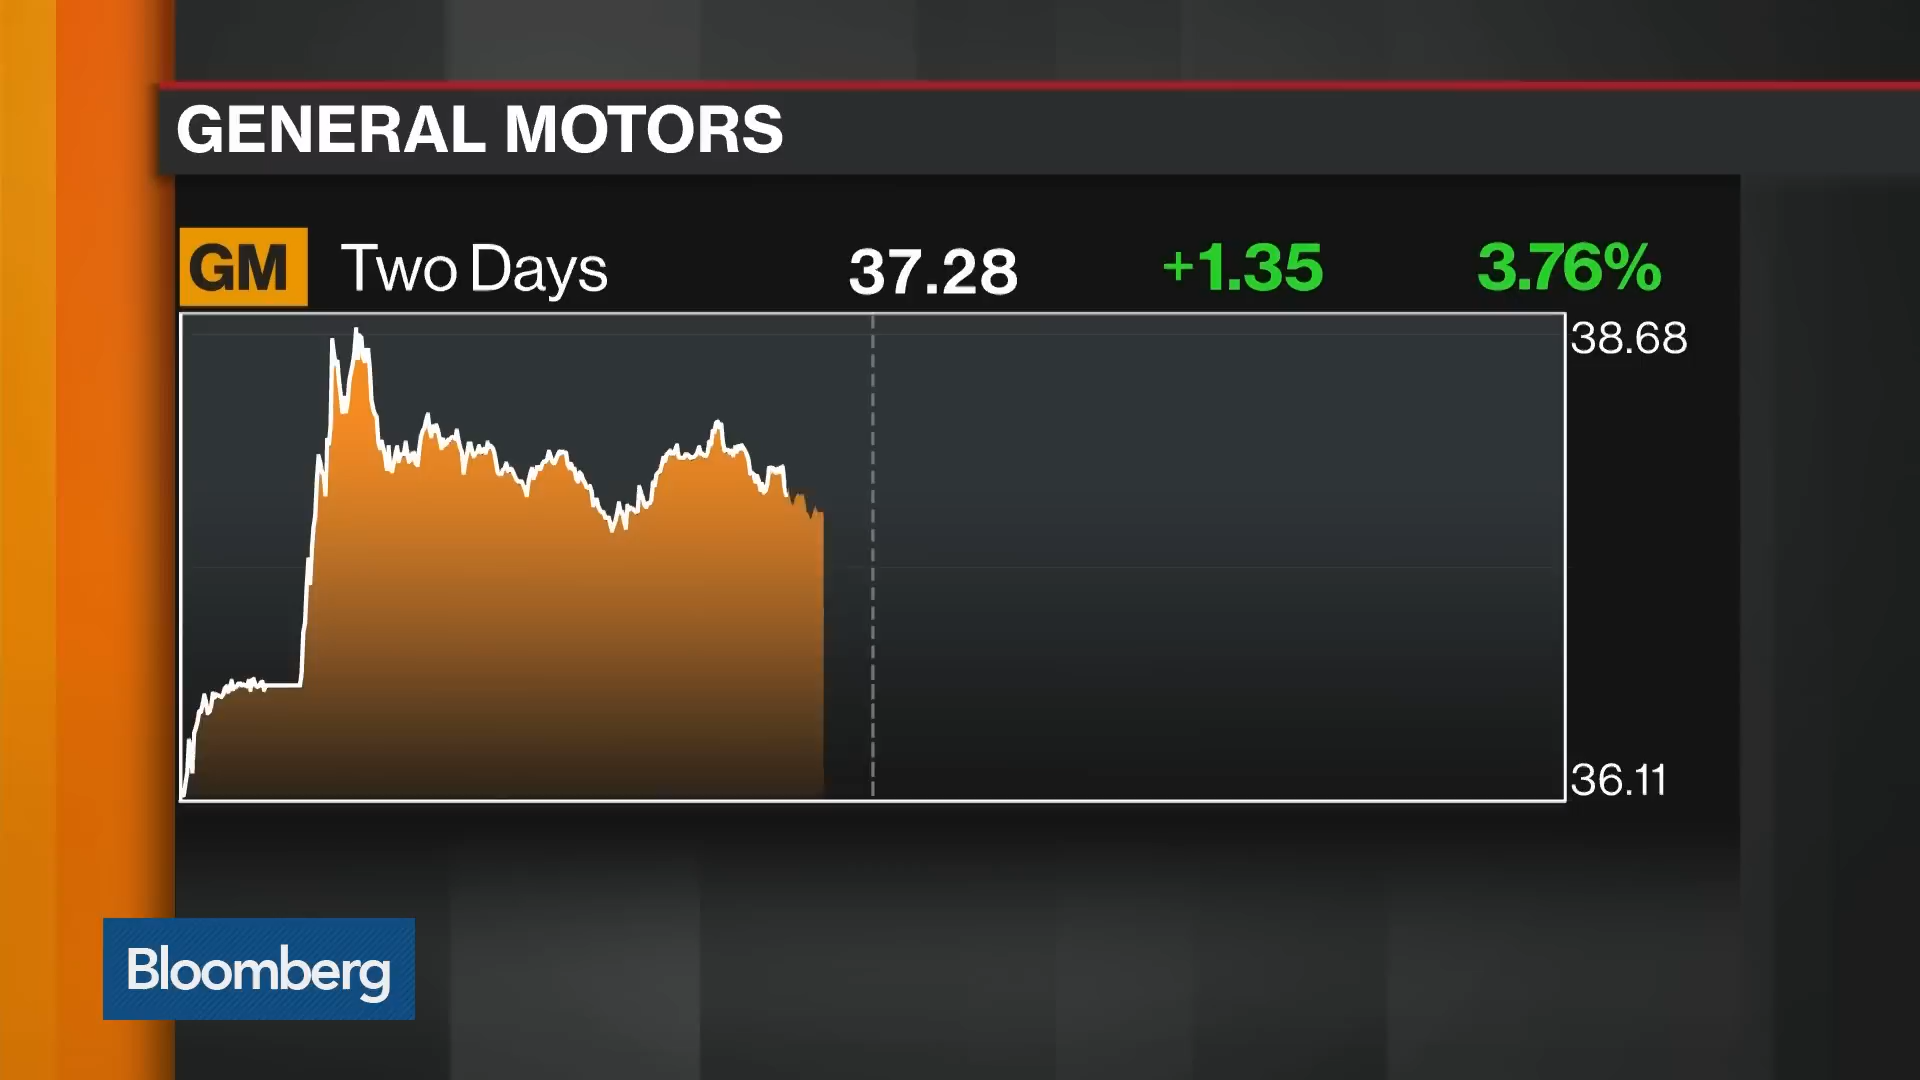 GENERAL MOTORS
GM Two Days 37.28 +1.35 3.76%
38.68
36.11
Bloomberg